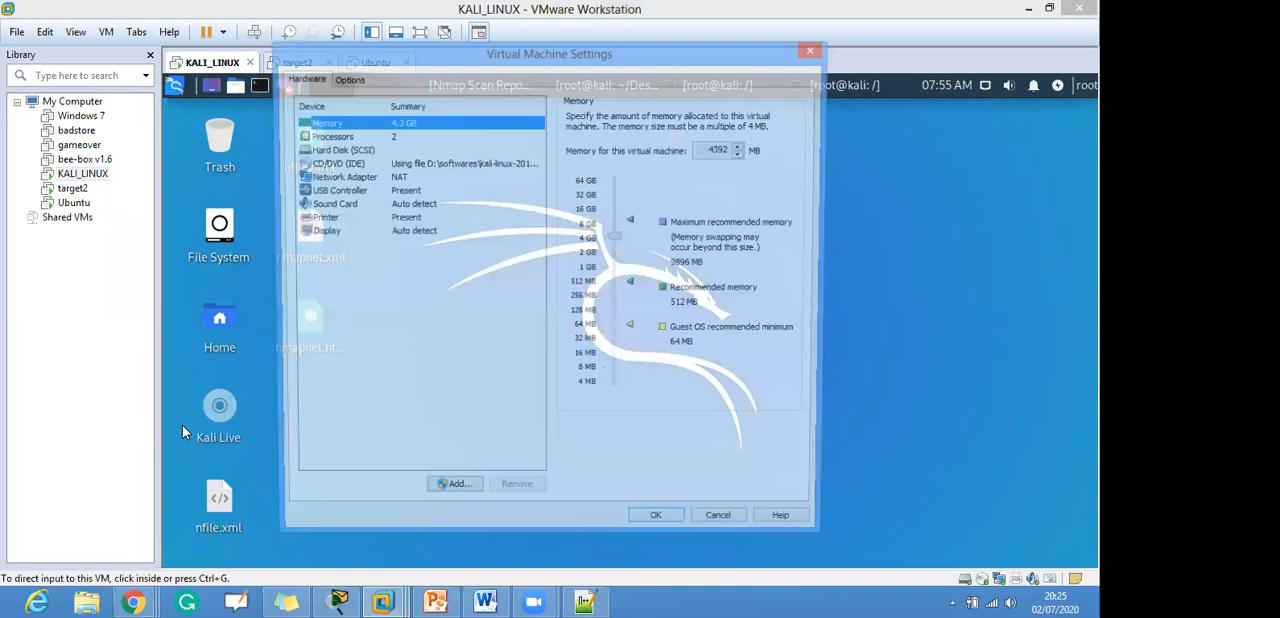 KALI_LINUX - VMware Workstation
File Edit View VM Tabs Help
Library
Type here to search
My Computer
Windows 7
badstore
gameover
bee-box v1.6
KALI_LINUX
target2
Ubuntu
Shared VMs
KALI_LINUX target2 Ubuntu
[Nmap Scan Repo... [root@kali: ~/Des... [root@kali: /] [root@kali: /] 07:55 AM root
Trash
File System
Home
Kali Live
nfile.xml
nmapnet.xml
nmapnet.ht...
Virtual Machine Settings
Hardware Options
Device Summary
Memory 4.3 GB
Processors 2
Hard Disk (SCSI)
CD/DVD (IDE) Using file D:\softwares\kali-linux-201...
Network Adapter NAT
USB Controller Present
Sound Card Auto detect
Printer Present
Display Auto detect
Add... Remove
Memory
Specify the amount of memory allocated to this virtual
machine. The memory size must be a multiple of 4 MB.
Memory for this virtual machine: 4392 MB
64 GB
32 GB
16 GB
8 GB
4 GB
2 GB
1 GB
512 MB
256 MB
128 MB
64 MB
32 MB
16 MB
8 MB
4 MB
Maximum recommended memory
(Memory swapping may
occur beyond this size.)
MB
Recommended memory
512 MB
Guest OS recommended minimum
64 MB
OK Cancel Help
To direct input to this VM, click inside or press Ctrl+G.
20:25
02/07/2020